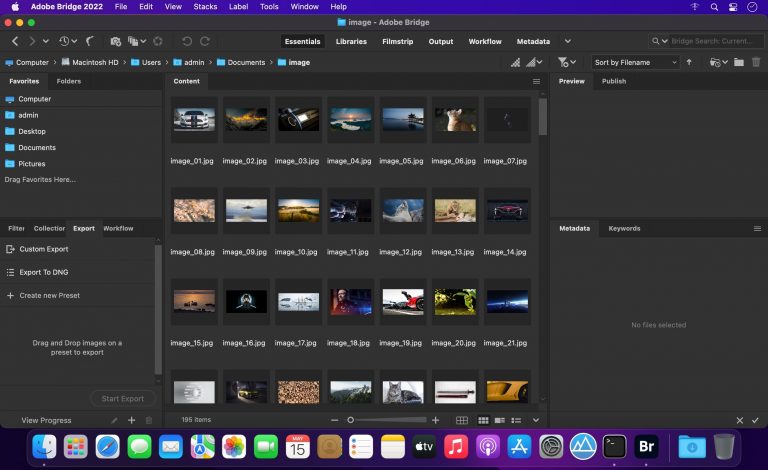 Adobe Bridge 2022 File Edit View Stacks Label Tools Window Help
image - Adobe Bridge
Essentials Libraries Filmstrip Output Workflow Metadata Bridge Search: Current...
Computer Macintosh HD Users admin Documents image Sort by Filename
Favorites Folders
Computer
admin
Desktop
Documents
Pictures
Drag Favorites Here...
Filter Collection Export Workflow
Custom Export
Export To DNG
Create new Preset
Drag and Drop images on a
preset to export
Start Export
View Progress
Content
image_01.jpg image_02.jpg image_03.jpg image_04.jpg image_05.jpg image_06.jpg image_07.jpg
image_08.jpg image_09.jpg image_10.jpg image_11.jpg image_12.jpg image_13.jpg image_14.jpg
image_15.jpg image_16.jpg image_17.jpg image_18.jpg image_19.jpg image_20.jpg image_21.jpg
195 items
Preview Publish
Metadata Keywords
No files selected
MAY
15
tv
Br